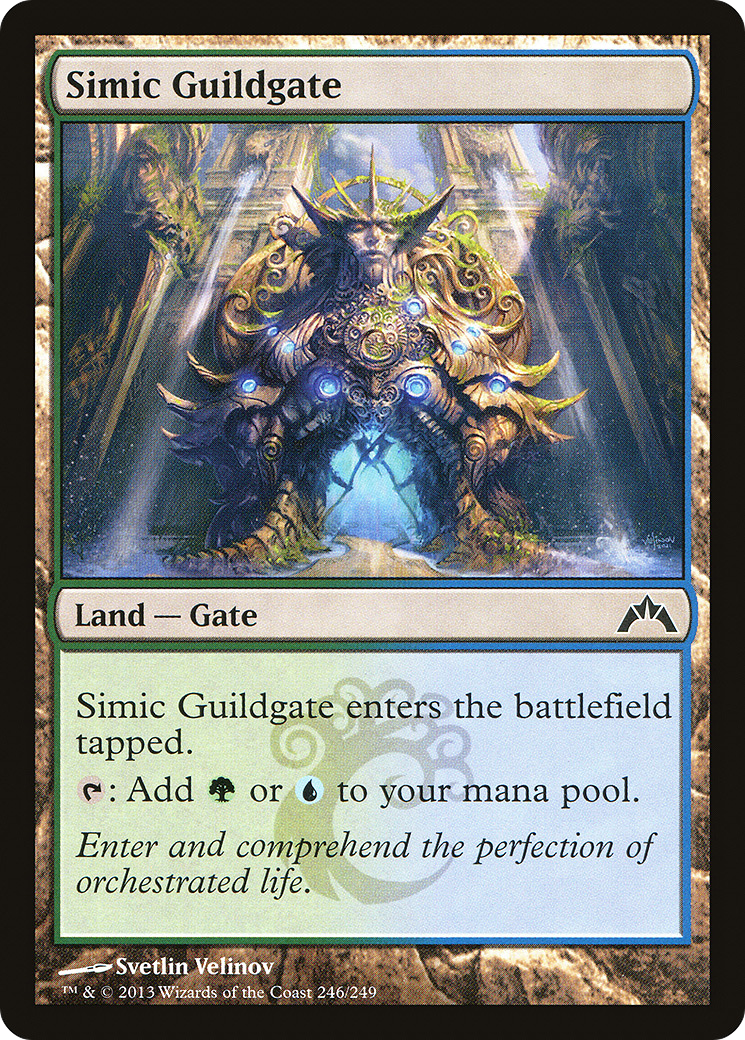 Simic Guildgate
Land — Gate
Simic Guildgate enters the battlefield
tapped.
: Add or to your mana pool.
Enter and comprehend the perfection of
orchestrated life.
Svetlin Velinov
™ & © 2013 Wizards of the Coast 246/249